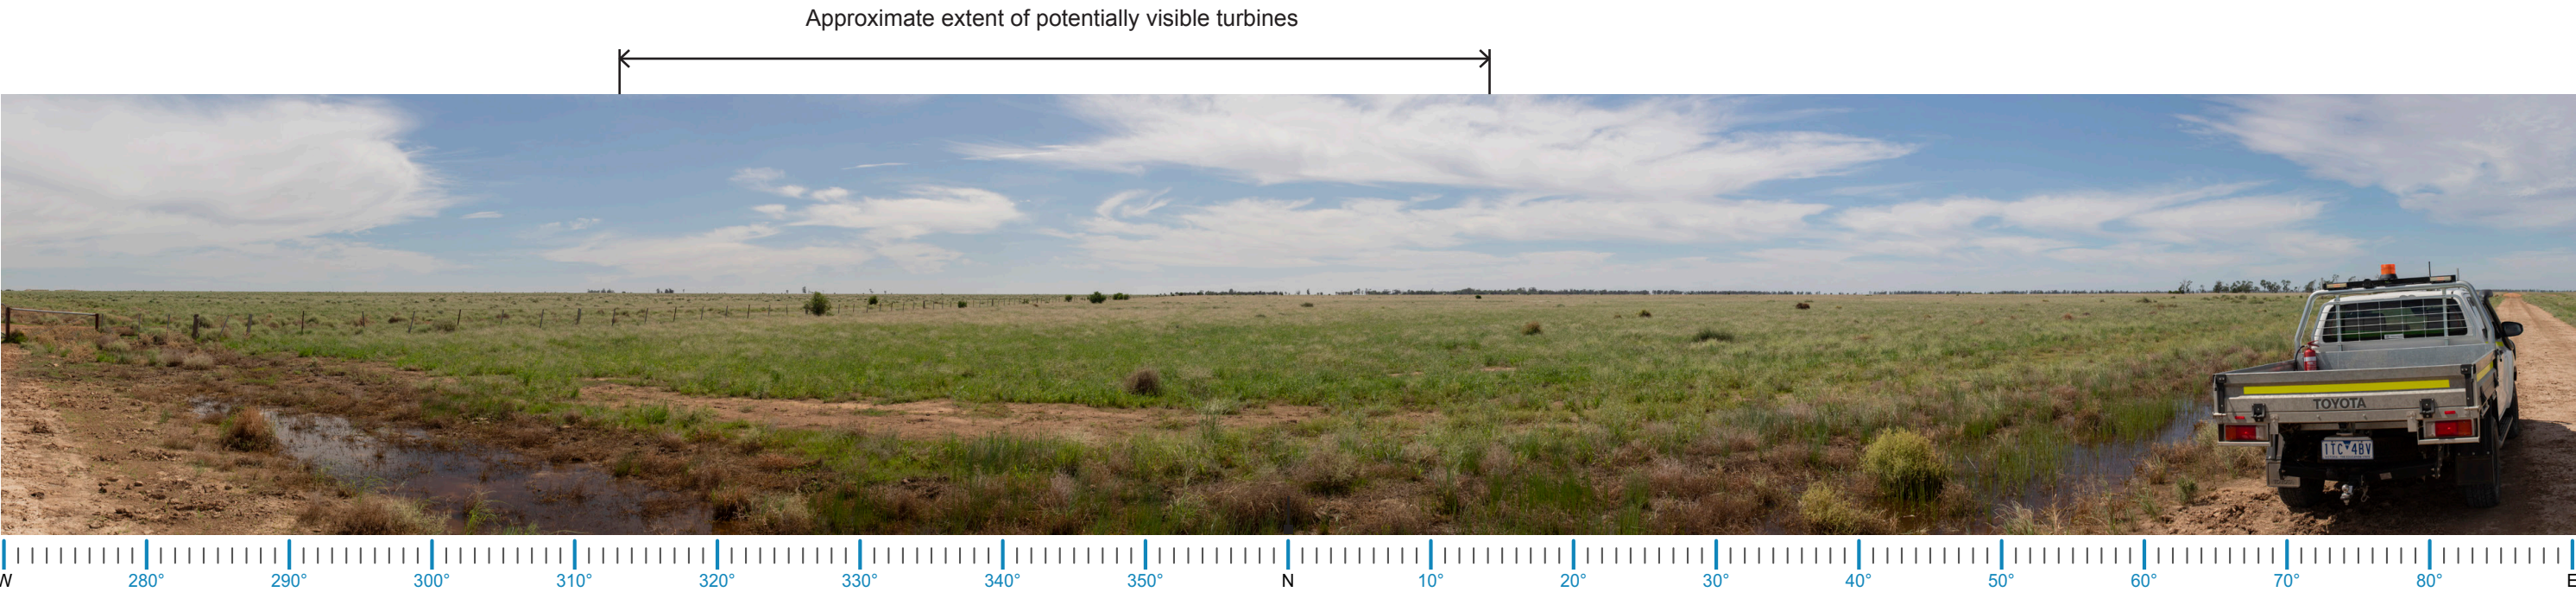 Approximate extent of potentially visible turbines
TOYOTA
1TC 4BV
W 280° 290° 300° 310° 320° 330° 340° 350° N 10° 20° 30° 40° 50° 60° 70° 80° E